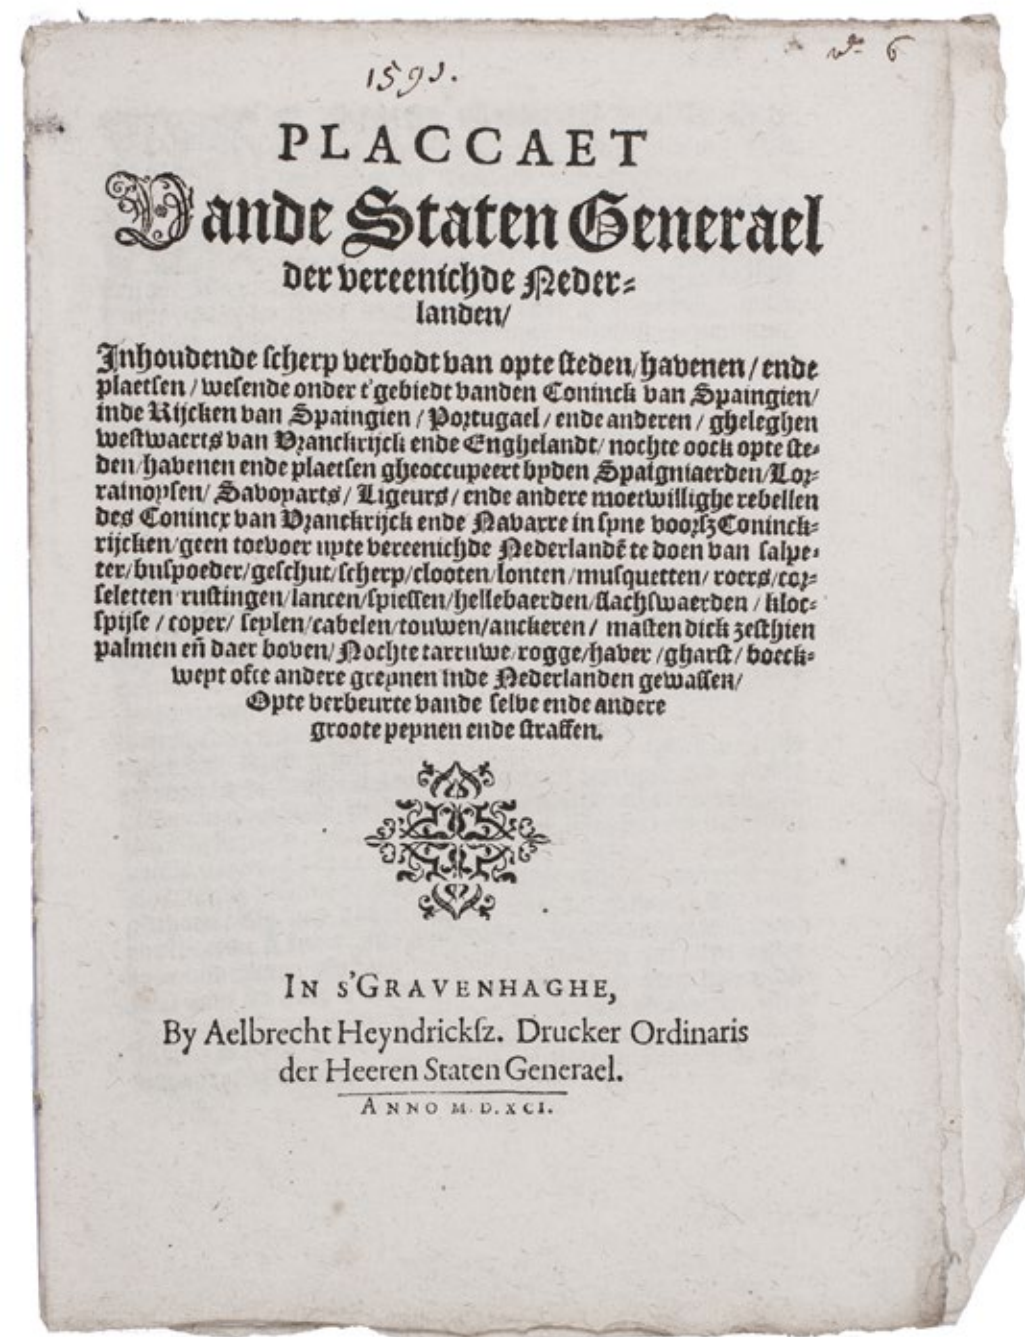 1591.
6
PLACCAET
Vande Staten Generael
der vereenichde Neder-
landen/
Inhoudende scherp verbodt van opte steden/havenen/ende
plaetsen/wesende onder t'gebiedt vanden Coninck van Spaingien/
inde Rijcken van Spaingien/Portugael/ende anderen/gheleghen
westwaerts van Vranckrijck ende Enghelandt/nochte oock opte ste-
den/havenen ende plaetsen gheoccupeert byden Spaigniaerden/Lor-
rainoysen/Savoyarts/Ligeurs/ende andere moetwillighe rebellen
des Conincx van Vranckrijck ende Navarre in syne voorsz Coninck-
rijcken/geen toevoer uyte vereenichde Nederlandē te doen van salpe-
ter/buspoeder/geschut/scherp/clooten/lonten/musquetten/roers/cor-
seletten rustingen/lancen/spiessen/hellebaerden/slachswaerden/kloc-
spijse/coper/seylen/cabelen/touwen/anckeren/masten dick zesthien
palmen eñ daer boven/Nochte tarruwe/rogge/haver/gharst/boeck-
weyt ofte andere greynen inde Nederlanden gewassen/
Opte verbeurte vande selve ende andere
groote peynen ende straffen.
IN S'GRAVENHAGHE,
By Aelbrecht Heyndricksz. Drucker Ordinaris
der Heeren Staten Generael.
ANNO M.D.XCI.